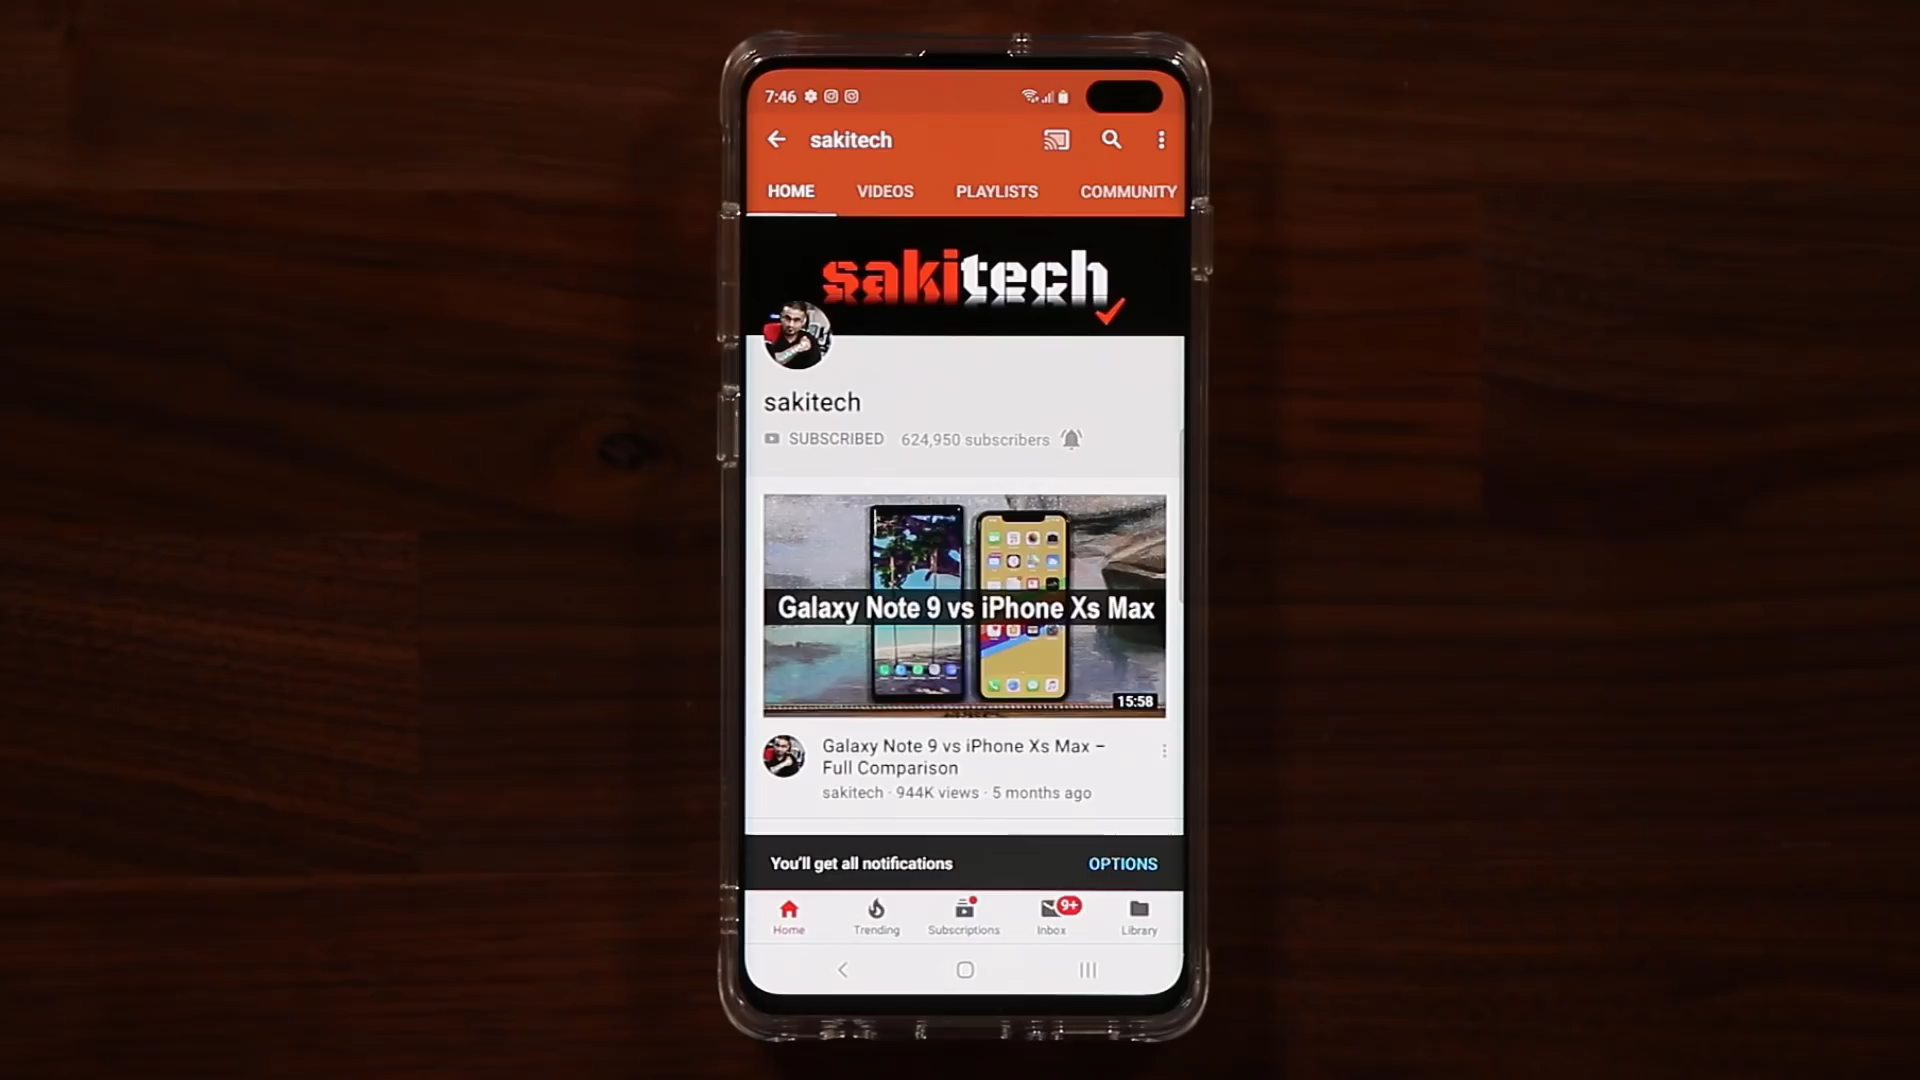 7:46
sakitech
HOME VIDEOS PLAYLISTS COMMUNITY
sakitech
sakitech
SUBSCRIBED 624,950 subscribers
Galaxy Note 9 vs iPhone Xs Max
15:58
Galaxy Note 9 vs iPhone Xs Max –
Full Comparison
sakitech · 944K views · 5 months ago
You'll get all notifications OPTIONS
9+
Home Trending Subscriptions Inbox Library